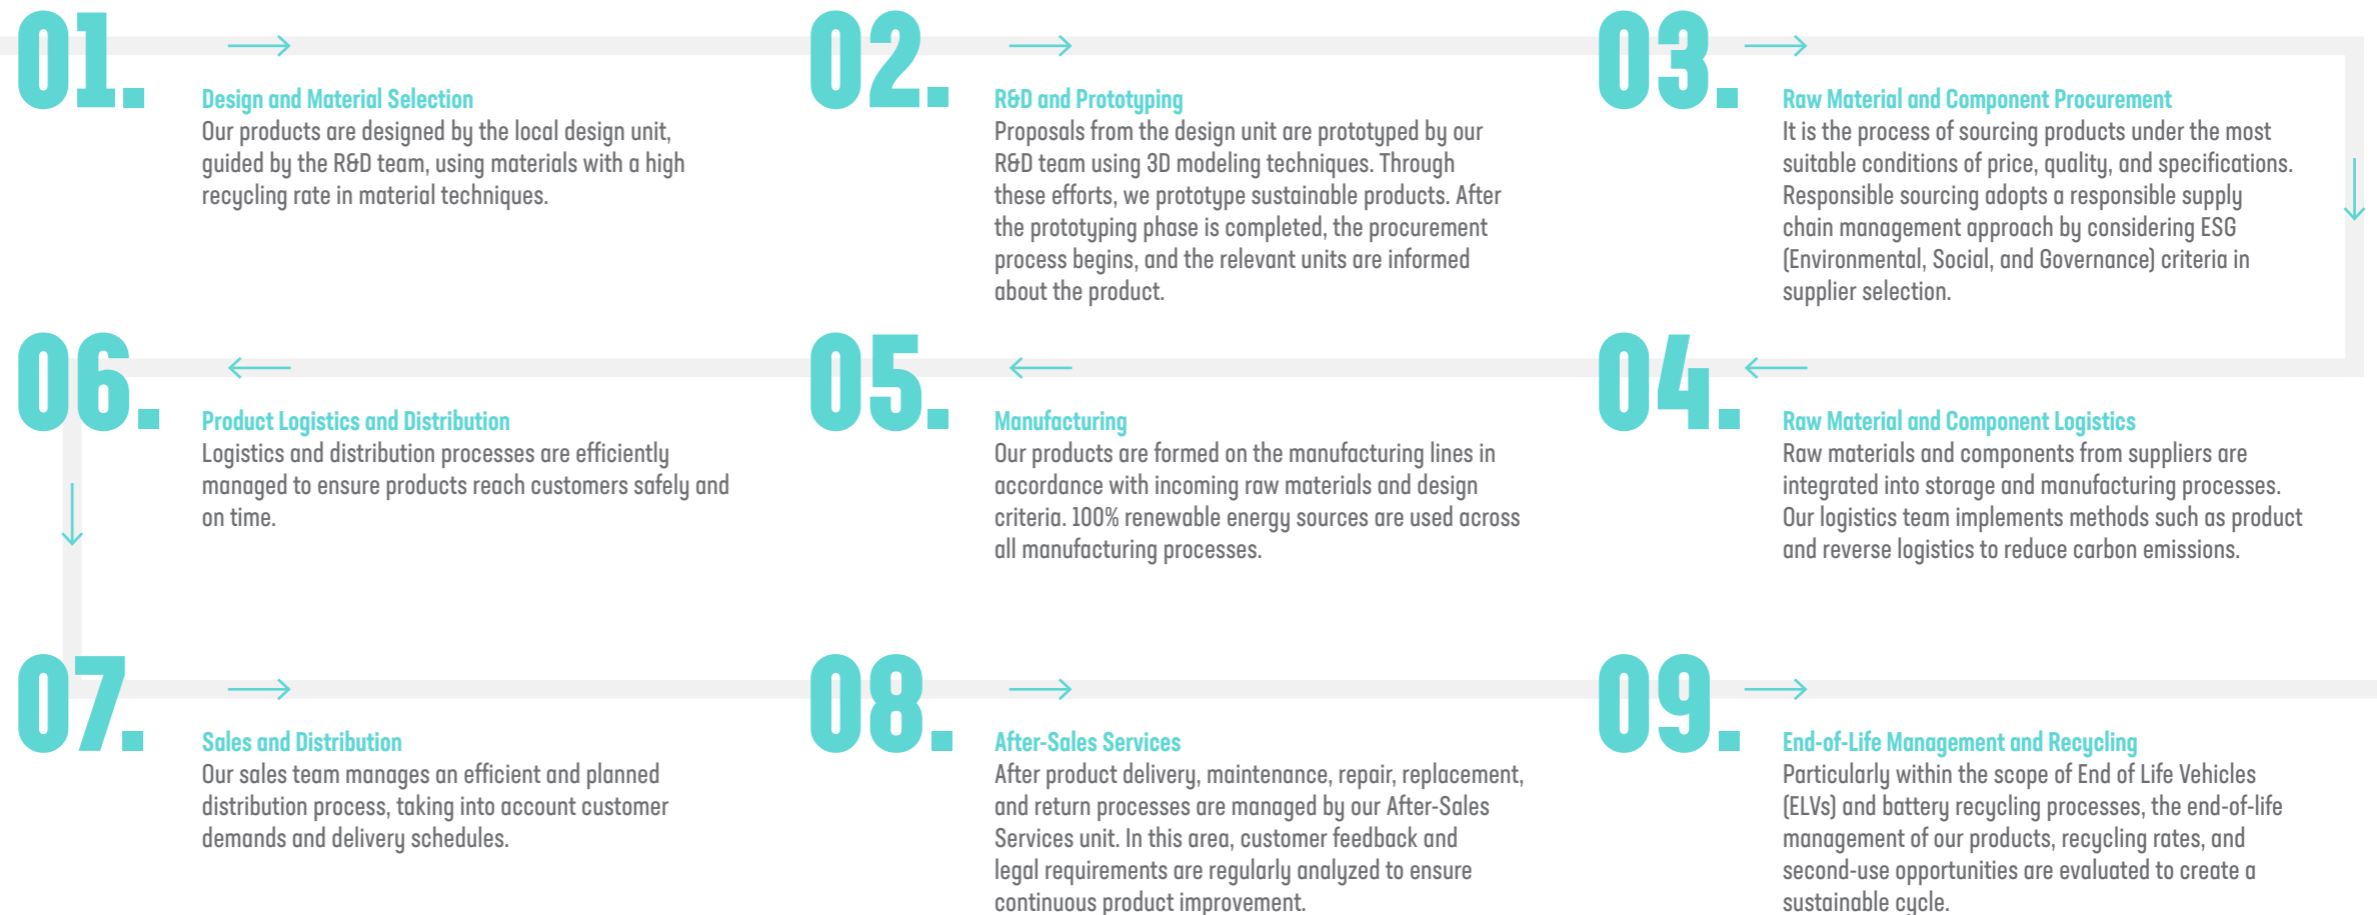 01.
Design and Material Selection
Our products are designed by the local design unit,
guided by the R&D team, using materials with a high
recycling rate in material techniques.
02.
R&D and Prototyping
Proposals from the design unit are prototyped by our
R&D team using 3D modeling techniques. Through
these efforts, we prototype sustainable products. After
the prototyping phase is completed, the procurement
process begins, and the relevant units are informed
about the product.
03.
Raw Material and Component Procurement
It is the process of sourcing products under the most
suitable conditions of price, quality, and specifications.
Responsible sourcing adopts a responsible supply
chain management approach by considering ESG
(Environmental, Social, and Governance) criteria in
supplier selection.
04.
Raw Material and Component Logistics
Raw materials and components from suppliers are
integrated into storage and manufacturing processes.
Our logistics team implements methods such as product
and reverse logistics to reduce carbon emissions.
05.
Manufacturing
Our products are formed on the manufacturing lines in
accordance with incoming raw materials and design
criteria. 100% renewable energy sources are used across
all manufacturing processes.
06.
Product Logistics and Distribution
Logistics and distribution processes are efficiently
managed to ensure products reach customers safely and
on time.
07.
Sales and Distribution
Our sales team manages an efficient and planned
distribution process, taking into account customer
demands and delivery schedules.
08.
After-Sales Services
After product delivery, maintenance, repair, replacement,
and return processes are managed by our After-Sales
Services unit. In this area, customer feedback and
legal requirements are regularly analyzed to ensure
continuous product improvement.
09.
End-of-Life Management and Recycling
Particularly within the scope of End of Life Vehicles
(ELVs) and battery recycling processes, the end-of-life
management of our products, recycling rates, and
second-use opportunities are evaluated to create a
sustainable cycle.